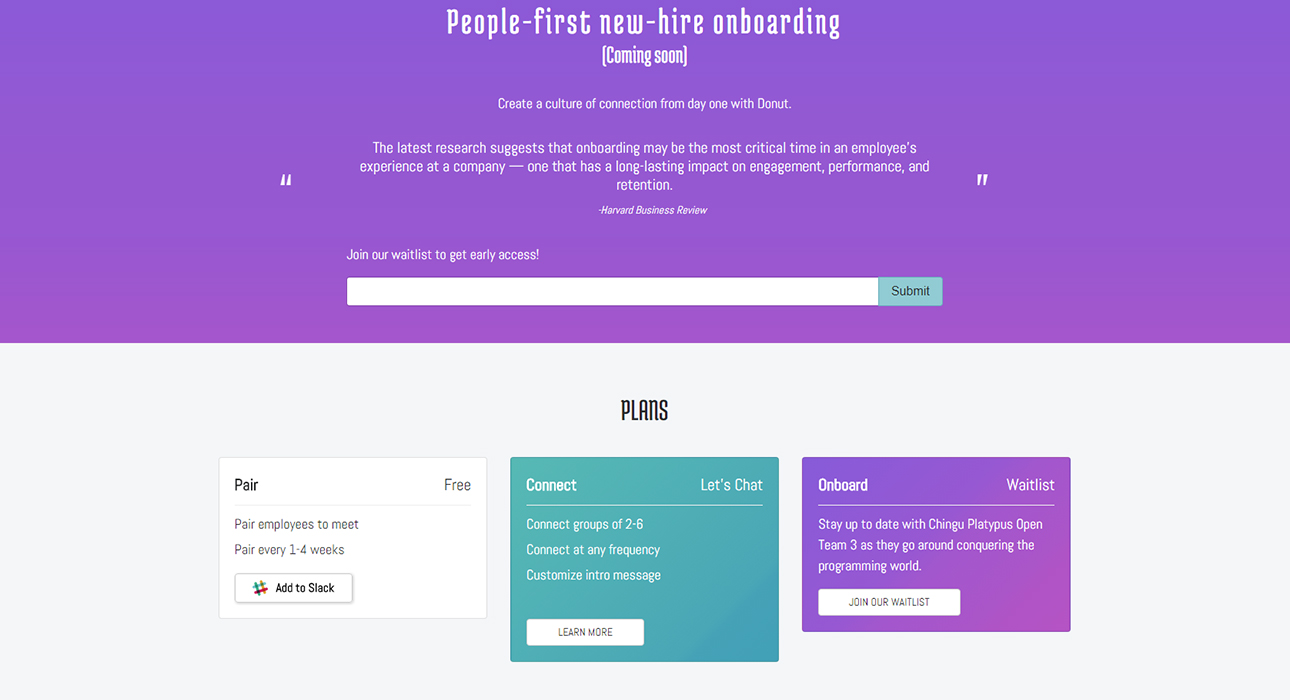 People-first new-hire onboarding
(Coming soon)
Create a culture of connection from day one with Donut.
“
The latest research suggests that onboarding may be the most critical time in an employee's
experience at a company — one that has a long-lasting impact on engagement, performance, and
retention.
”
-Harvard Business Review
Join our waitlist to get early access!
Submit
PLANS
Pair Free
Pair employees to meet
Pair every 1-4 weeks
Add to Slack
Connect Let's Chat
Connect groups of 2-6
Connect at any frequency
Customize intro message
LEARN MORE
Onboard Waitlist
Stay up to date with Chingu Platypus Open
Team 3 as they go around conquering the
programming world.
JOIN OUR WAITLIST